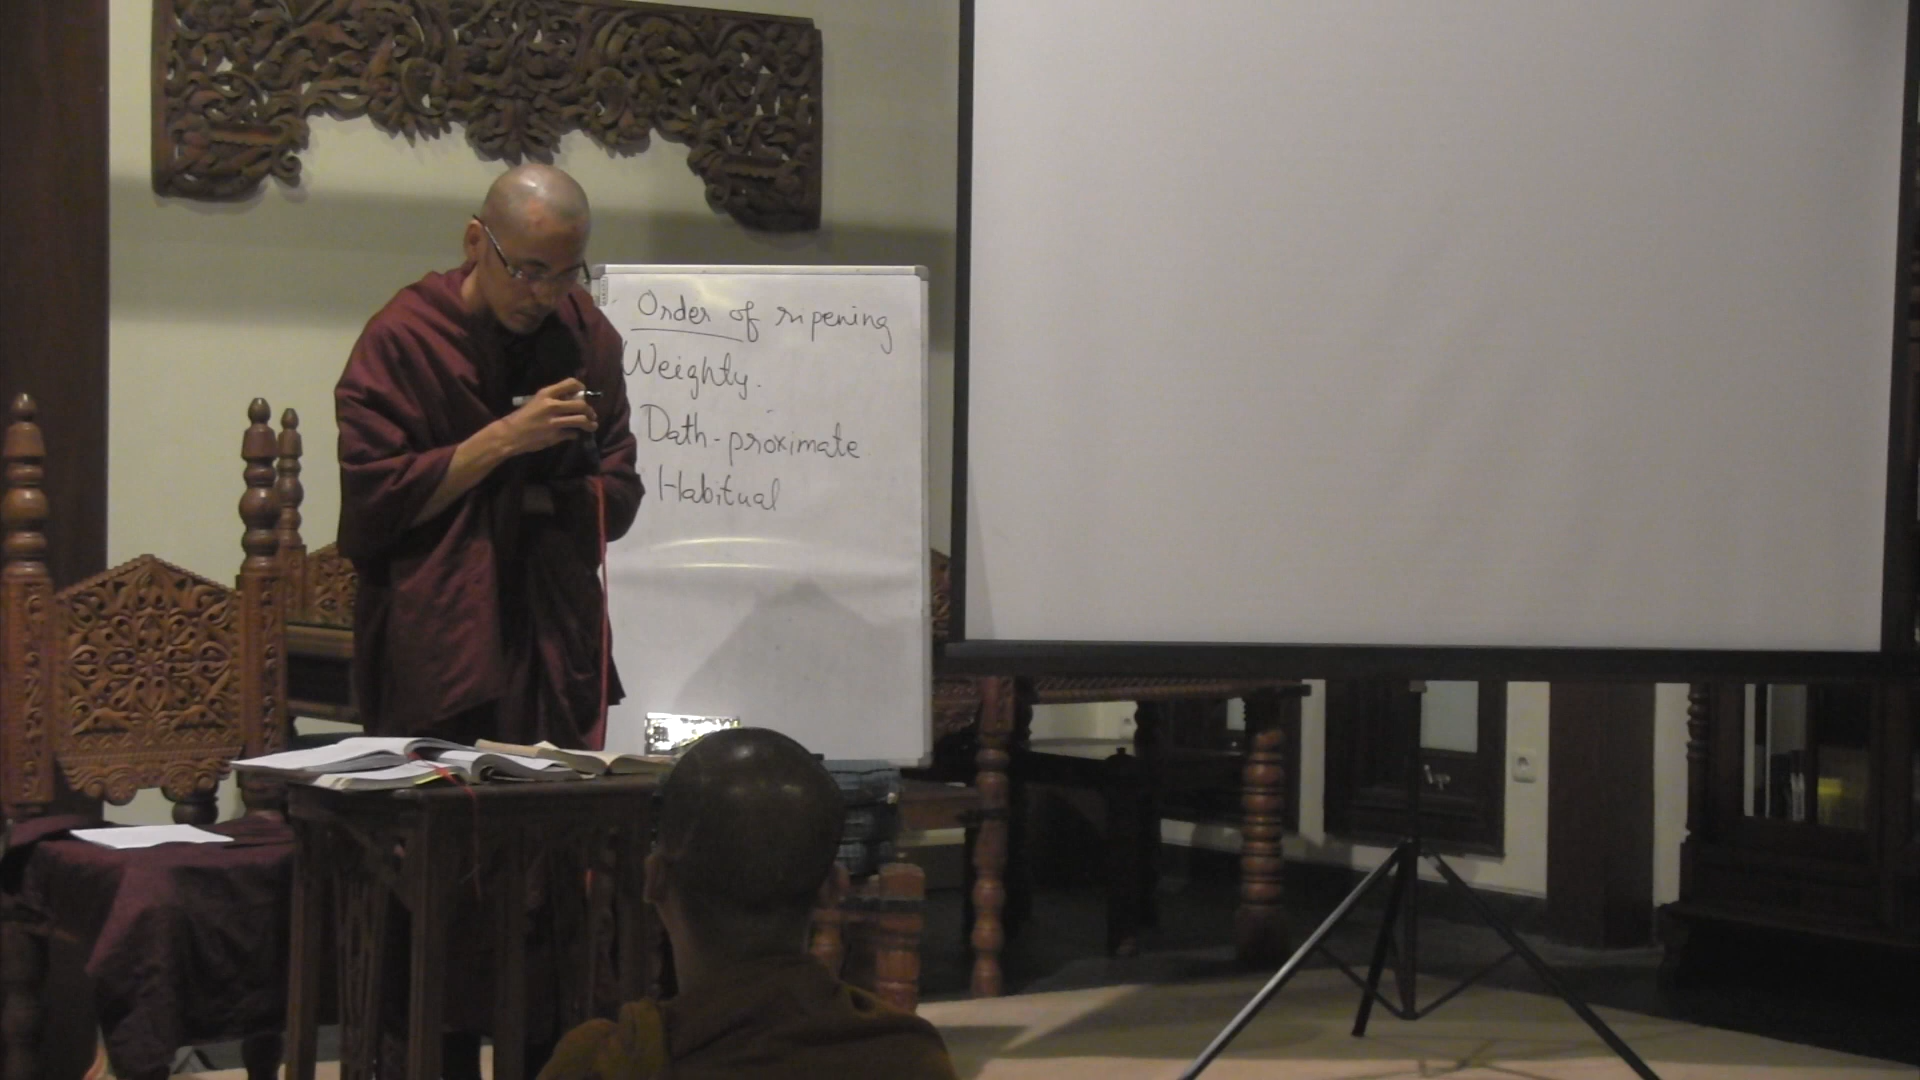 Order of ripening
Weighty.
Dath-proximate
Habitual